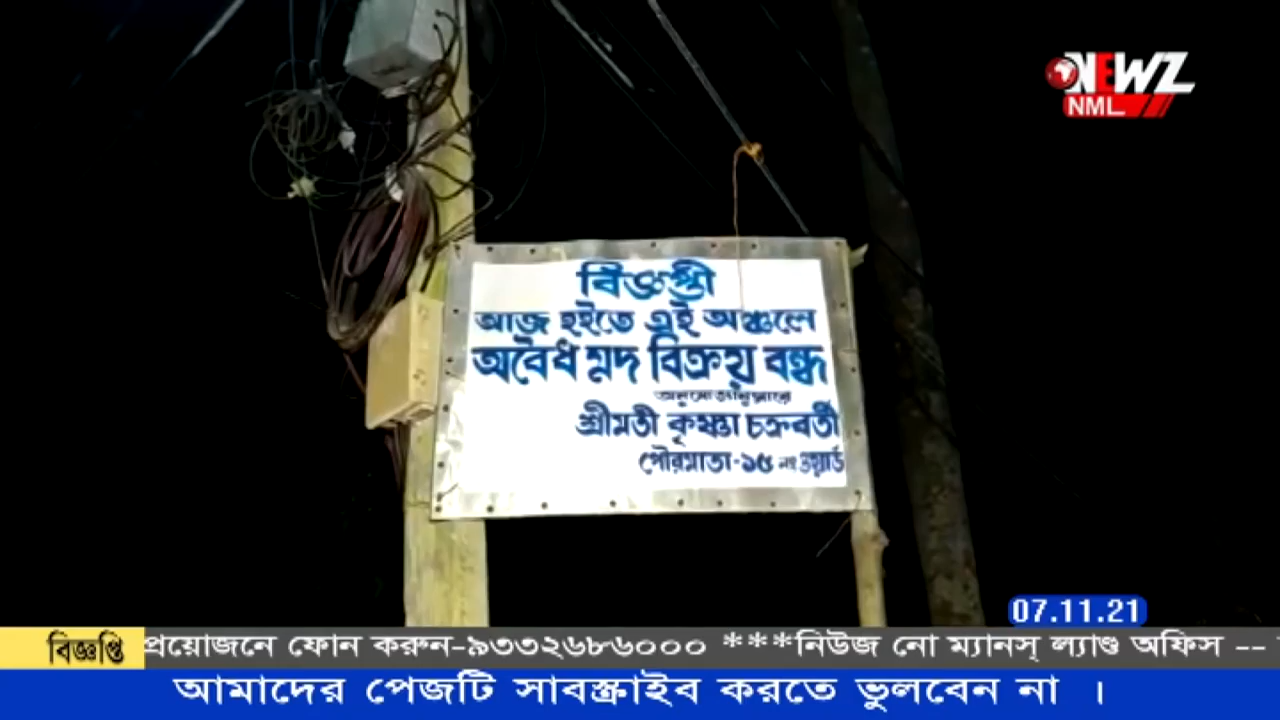 NEWZ
NML
বিজ্ঞপ্তী
আজ হইতে এই অঞ্চলে
অবৈধ মদ বিক্রয় বন্ধ
অনুমোতানুসারে
শ্রীমতী কৃষ্ণা চক্রবর্তী
পৌরমাতা-১৫ নং ওয়ার্ড
07.11.21
বিজ্ঞপ্তি প্রয়োজনে ফোন করুন-৯৩৩২৬৮৬০০০ ***নিউজ নো ম্যানস্ ল্যাণ্ড অফিস --
আমাদের পেজটি সাবস্ক্রাইব করতে ভুলবেন না ।